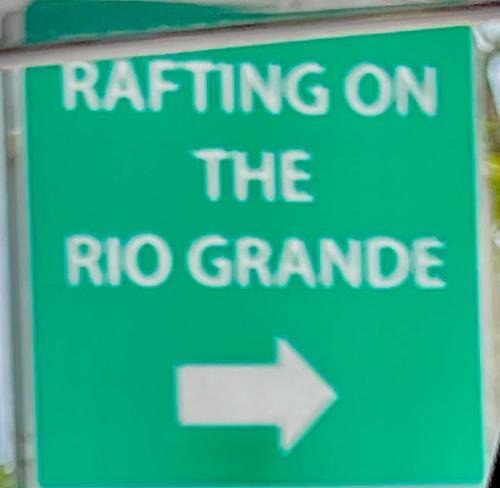 RAFTING ON
THE
RIO GRANDE